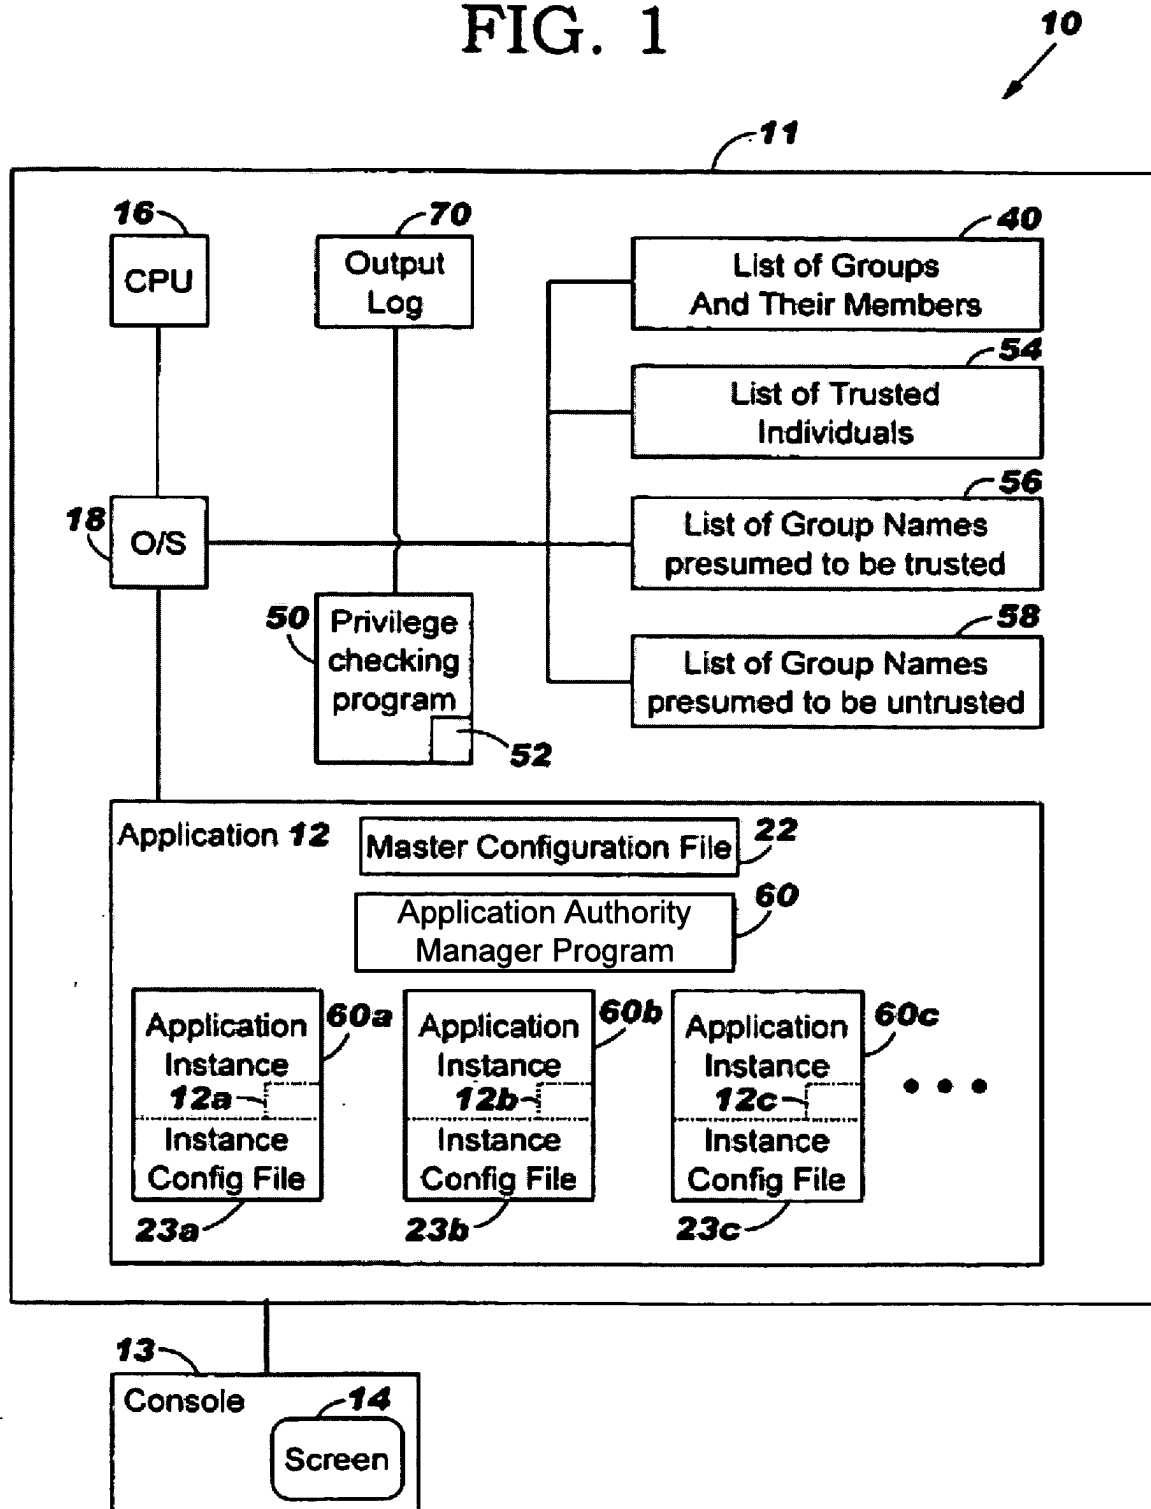 FIG. 1
10
11
16
CPU
70
Output
Log
40
List of Groups
And Their Members
54
List of Trusted
Individuals
18
O/S
56
List of Group Names
presumed to be trusted
50
Privilege
checking
program
52
58
List of Group Names
presumed to be untrusted
Application 12
Master Configuration File
22
Application Authority
Manager Program
60
Application
Instance
12a
60a
Instance
Config File
23a
Application
Instance
12b
60b
Instance
Config File
23b
Application
Instance
12c
60c
Instance
Config File
23c
13
Console
14
Screen